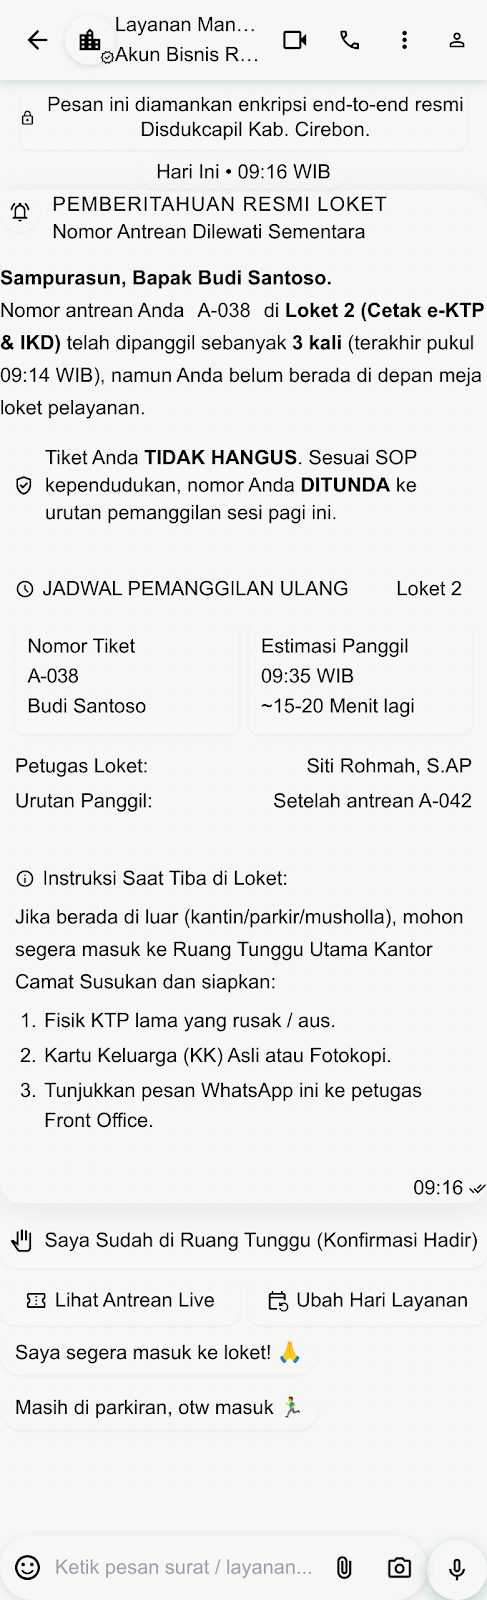 Layanan Man...
Akun Bisnis R...
Pesan ini diamankan enkripsi end-to-end resmi
Disdukcapil Kab. Cirebon.
Hari Ini • 09:16 WIB
PEMBERITAHUAN RESMI LOKET
Nomor Antrean Dilewati Sementara
Sampurasun, Bapak Budi Santoso.
Nomor antrean Anda A-038 di Loket 2 (Cetak e-KTP
& IKD) telah dipanggil sebanyak 3 kali (terakhir pukul
09:14 WIB), namun Anda belum berada di depan meja
loket pelayanan.
Tiket Anda TIDAK HANGUS. Sesuai SOP
kependudukan, nomor Anda DITUNDA ke
urutan pemanggilan sesi pagi ini.
JADWAL PEMANGGILAN ULANG Loket 2
Nomor Tiket
A-038
Budi Santoso
Estimasi Panggil
09:35 WIB
~15-20 Menit lagi
Petugas Loket: Siti Rohmah, S.AP
Urutan Panggil: Setelah antrean A-042
Instruksi Saat Tiba di Loket:
Jika berada di luar (kantin/parkir/musholla), mohon
segera masuk ke Ruang Tunggu Utama Kantor
Camat Susukan dan siapkan:
1. Fisik KTP lama yang rusak / aus.
2. Kartu Keluarga (KK) Asli atau Fotokopi.
3. Tunjukkan pesan WhatsApp ini ke petugas
Front Office.
09:16
Saya Sudah di Ruang Tunggu (Konfirmasi Hadir)
Lihat Antrean Live
Ubah Hari Layanan
Saya segera masuk ke loket! 🙏
Masih di parkiran, otw masuk 🏃‍♂️
Ketik pesan surat / layanan...